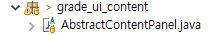 > grade_ui_content
> AbstractContentPanel.java